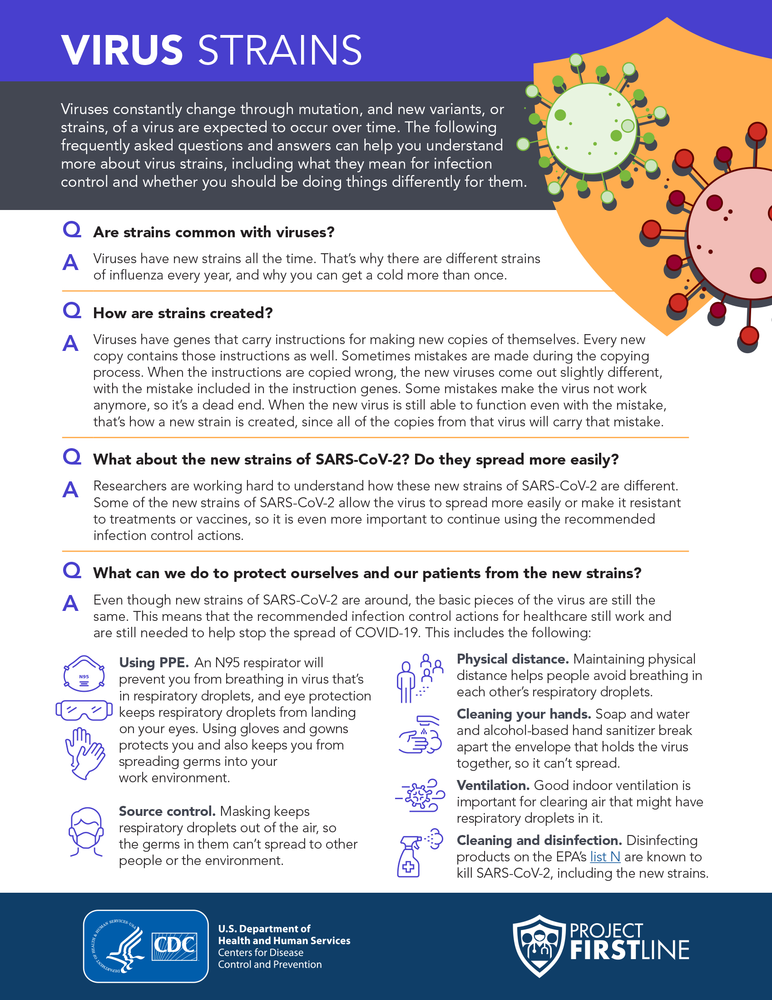 VIRUS STRAINS
Viruses constantly change through mutation, and new variants, or
strains, of a virus are expected to occur over time. The following
frequently asked questions and answers can help you understand
more about virus strains, including what they mean for infection
control and whether you should be doing things differently for them.
Q Are strains common with viruses?
A Viruses have new strains all the time. That’s why there are different strains
of influenza every year, and why you can get a cold more than once.
Q How are strains created?
A Viruses have genes that carry instructions for making new copies of themselves. Every new
copy contains those instructions as well. Sometimes mistakes are made during the copying
process. When the instructions are copied wrong, the new viruses come out slightly different,
with the mistake included in the instruction genes. Some mistakes make the virus not work
anymore, so it’s a dead end. When the new virus is still able to function even with the mistake,
that’s how a new strain is created, since all of the copies from that virus will carry that mistake.
Q What about the new strains of SARS-CoV-2? Do they spread more easily?
A Researchers are working hard to understand how these new strains of SARS-CoV-2 are different.
Some of the new strains of SARS-CoV-2 allow the virus to spread more easily or make it resistant
to treatments or vaccines, so it is even more important to continue using the recommended
infection control actions.
Q What can we do to protect ourselves and our patients from the new strains?
A Even though new strains of SARS-CoV-2 are around, the basic pieces of the virus are still the
same. This means that the recommended infection control actions for healthcare still work and
are still needed to help stop the spread of COVID-19. This includes the following:
N95
Using PPE. An N95 respirator will
prevent you from breathing in virus that’s
in respiratory droplets, and eye protection
keeps respiratory droplets from landing
on your eyes. Using gloves and gowns
protects you and also keeps you from
spreading germs into your
work environment.
Source control. Masking keeps
respiratory droplets out of the air, so
the germs in them can’t spread to other
people or the environment.
Physical distance. Maintaining physical
distance helps people avoid breathing in
each other’s respiratory droplets.
Cleaning your hands. Soap and water
and alcohol-based hand sanitizer break
apart the envelope that holds the virus
together, so it can’t spread.
Ventilation. Good indoor ventilation is
important for clearing air that might have
respiratory droplets in it.
Cleaning and disinfection. Disinfecting
products on the EPA’s list N are known to
kill SARS-CoV-2, including the new strains.
DEPARTMENT OF HEALTH & HUMAN SERVICES·USA
CDC
U.S. Department of
Health and Human Services
Centers for Disease
Control and Prevention
PROJECT
FIRSTLINE